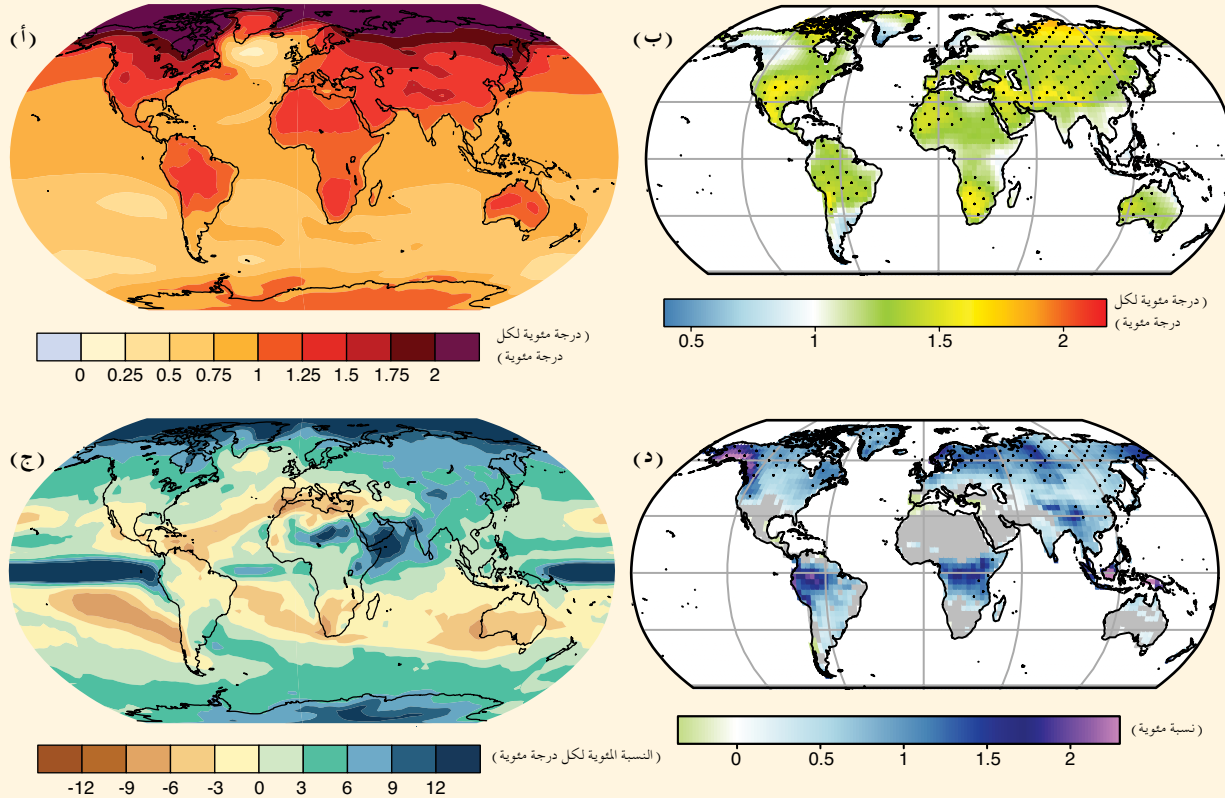 (أ)
(ب)
(درجة مئوية لكل
درجة مئوية)
0 0.25 0.5 0.75 1 1.25 1.5 1.75 2
(درجة مئوية لكل
درجة مئوية)
0.5 1 1.5 2
(ج)
(د)
(النسبة المئوية لكل درجة مئوية)
-12 -9 -6 -3 0 3 6 9 12
(نسبة مئوية)
0 0.5 1 1.5 2